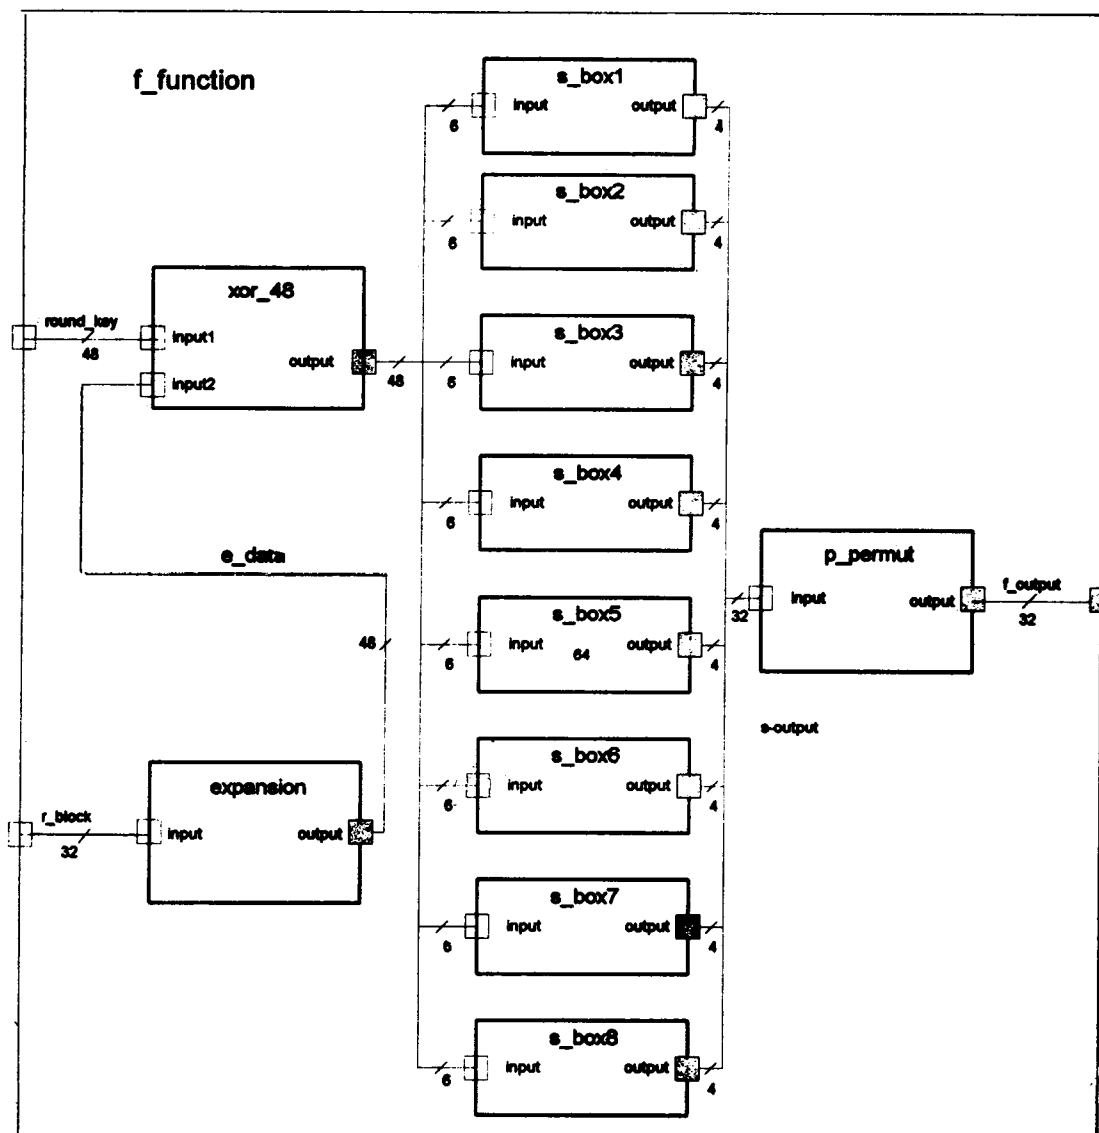 f_function
s_box1
input
output
6
4
s_box2
input
output
6
4
xor_48
round_key
48
input1
input2
output
48
s_box3
input
output
6
4
s_box4
input
output
6
4
e_data
48
p_permut
input
output
32
f_output
32
s_box5
input
output
64
6
4
s-output
expansion
r_block
32
input
output
s_box6
input
output
6
4
s_box7
input
output
6
4
s_box8
input
output
6
4